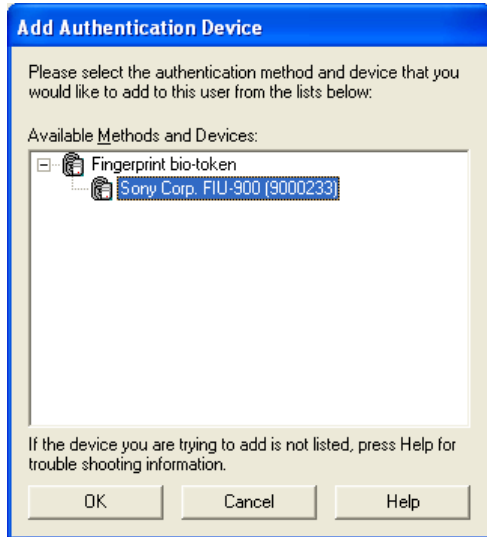 Add Authentication Device
Please select the authentication method and device that you
would like to add to this user from the lists below:
Available Methods and Devices:
Fingerprint bio-token
Sony Corp. FIU-900 (9000233)
If the device you are trying to add is not listed, press Help for
trouble shooting information.
OK Cancel Help